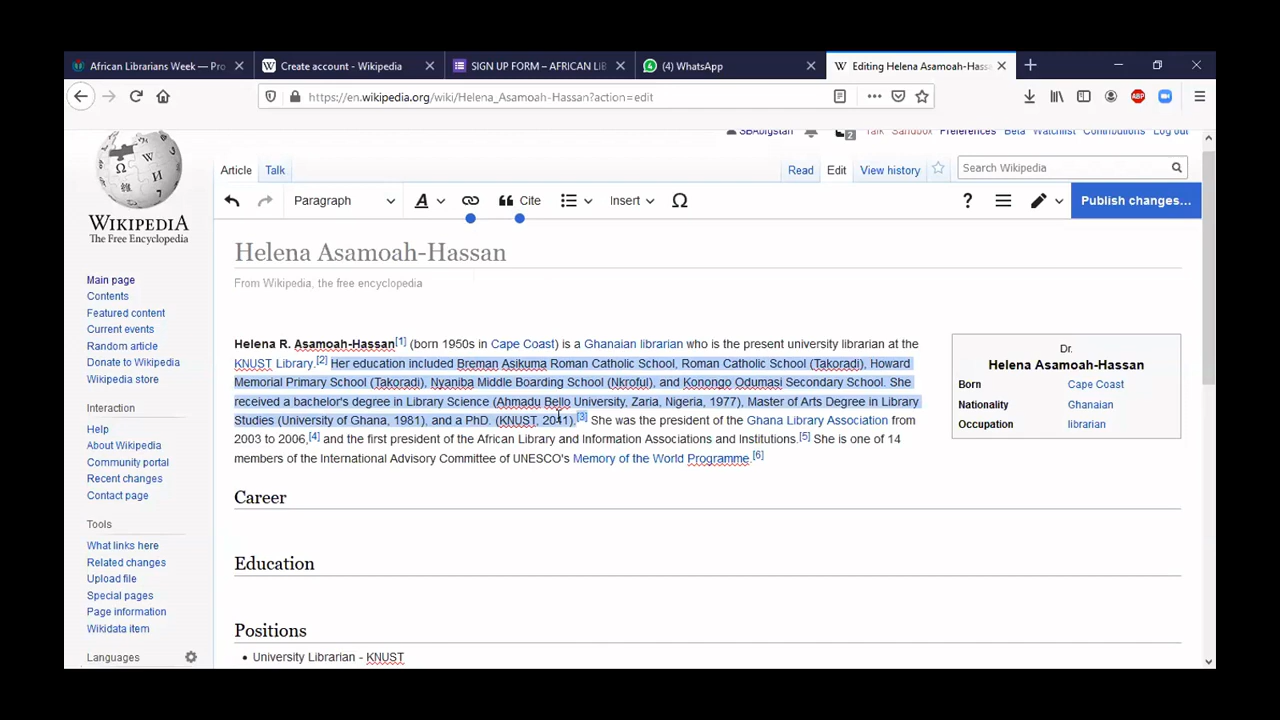 African Librarians Week — Pro
Create account - Wikipedia
SIGN UP FORM – AFRICAN LIB
(4) WhatsApp
Editing Helena Asamoah-Hass
https://en.wikipedia.org/wiki/Helena_Asamoah-Hassan?action=edit
ABP
SBAbigstan
2
Talk Sandbox Preferences Beta Watchlist Contributions Log out
WIKIPEDIA
The Free Encyclopedia
Article Talk
Read Edit View history
Search Wikipedia
Paragraph
A
Cite
Insert
Ω
?
Publish changes...
Main page
Contents
Featured content
Current events
Random article
Donate to Wikipedia
Wikipedia store
Interaction
Help
About Wikipedia
Community portal
Recent changes
Contact page
Tools
What links here
Related changes
Upload file
Special pages
Page information
Wikidata item
Languages
Helena Asamoah-Hassan
From Wikipedia, the free encyclopedia
Helena R. Asamoah-Hassan[1] (born 1950s in Cape Coast) is a Ghanaian librarian who is the present university librarian at the
KNUST Library.[2] Her education included Breman Asikuma Roman Catholic School, Roman Catholic School (Takoradi), Howard
Memorial Primary School (Takoradi), Nyaniba Middle Boarding School (Nkroful), and Konongo Odumasi Secondary School. She
received a bachelor's degree in Library Science (Ahmadu Bello University, Zaria, Nigeria, 1977), Master of Arts Degree in Library
Studies (University of Ghana, 1981), and a PhD. (KNUST, 2011).[3] She was the president of the Ghana Library Association from
2003 to 2006,[4] and the first president of the African Library and Information Associations and Institutions.[5] She is one of 14
members of the International Advisory Committee of UNESCO's Memory of the World Programme.[6]
Dr.
Helena Asamoah-Hassan
Born Cape Coast
Nationality Ghanaian
Occupation librarian
Career
Education
Positions
• University Librarian - KNUST